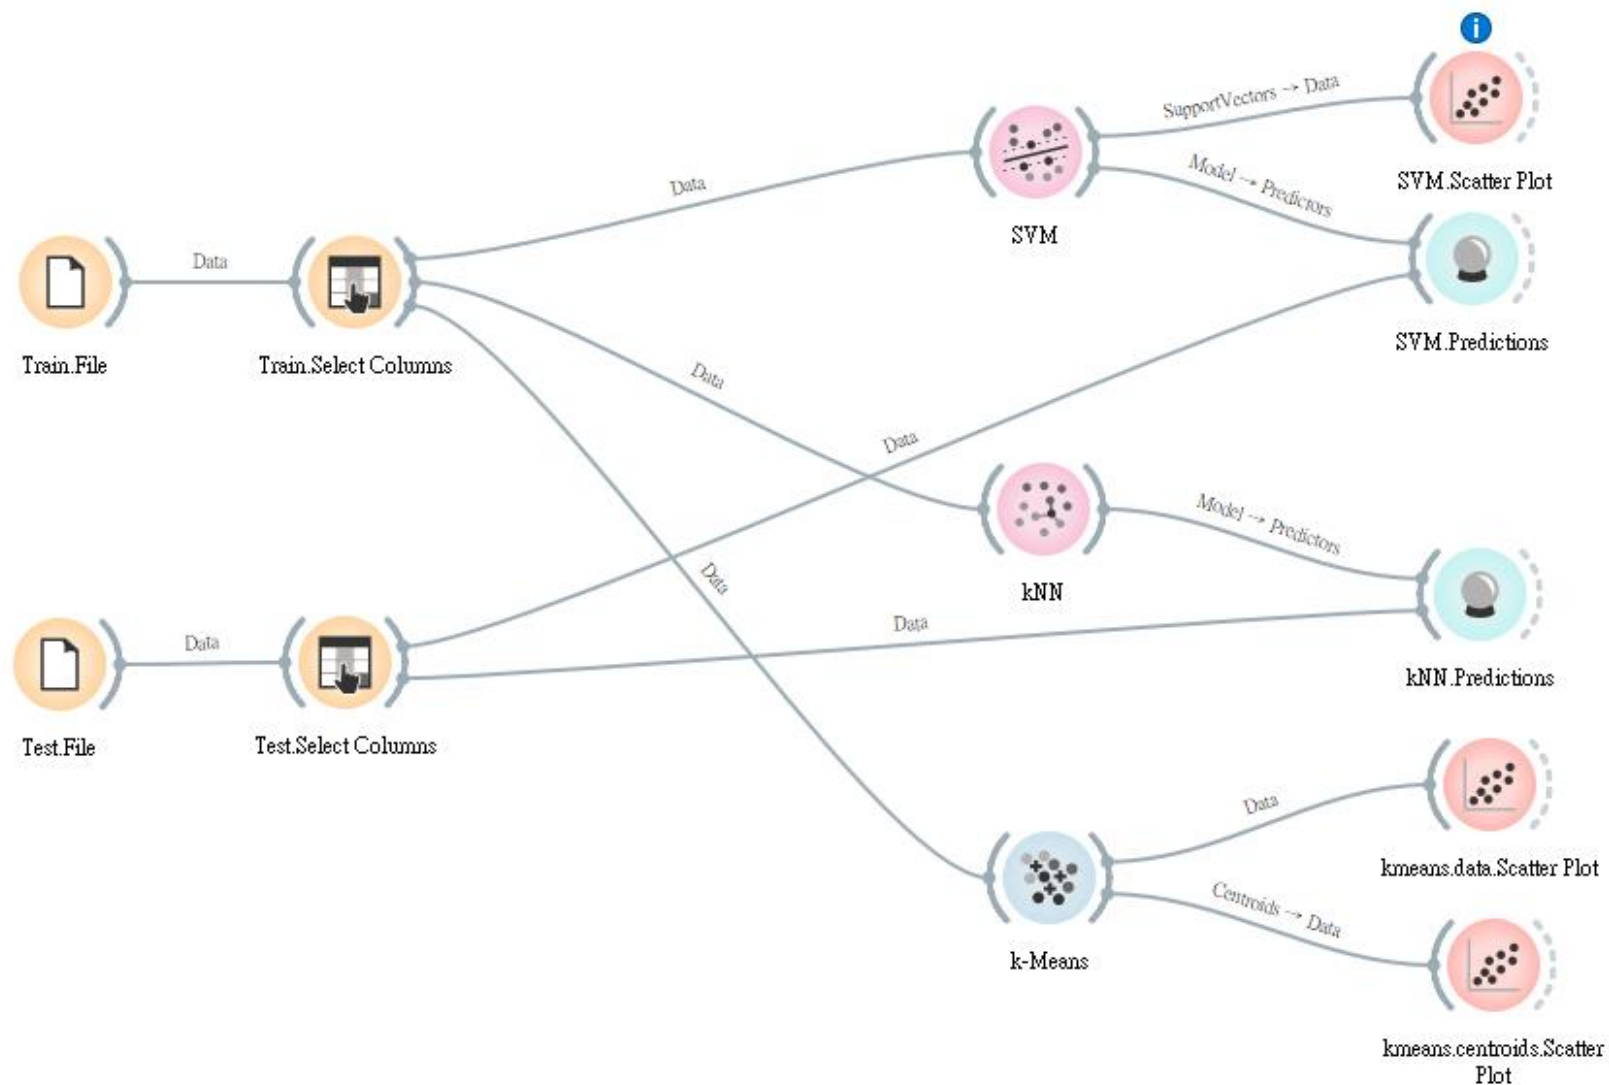 i
SupportVectors → Data
SVM.Scatter Plot
Data
Model → Predictors
SVM
SVM.Predictions
Data
Train.File
Train.Select Columns
Data
Data
Model → Predictors
kNN
Data
Data
kNN.Predictions
Data
Test.File
Test.Select Columns
Data
kmeans.data.Scatter Plot
Centroids → Data
k-Means
kmeans.centroids.Scatter
Plot